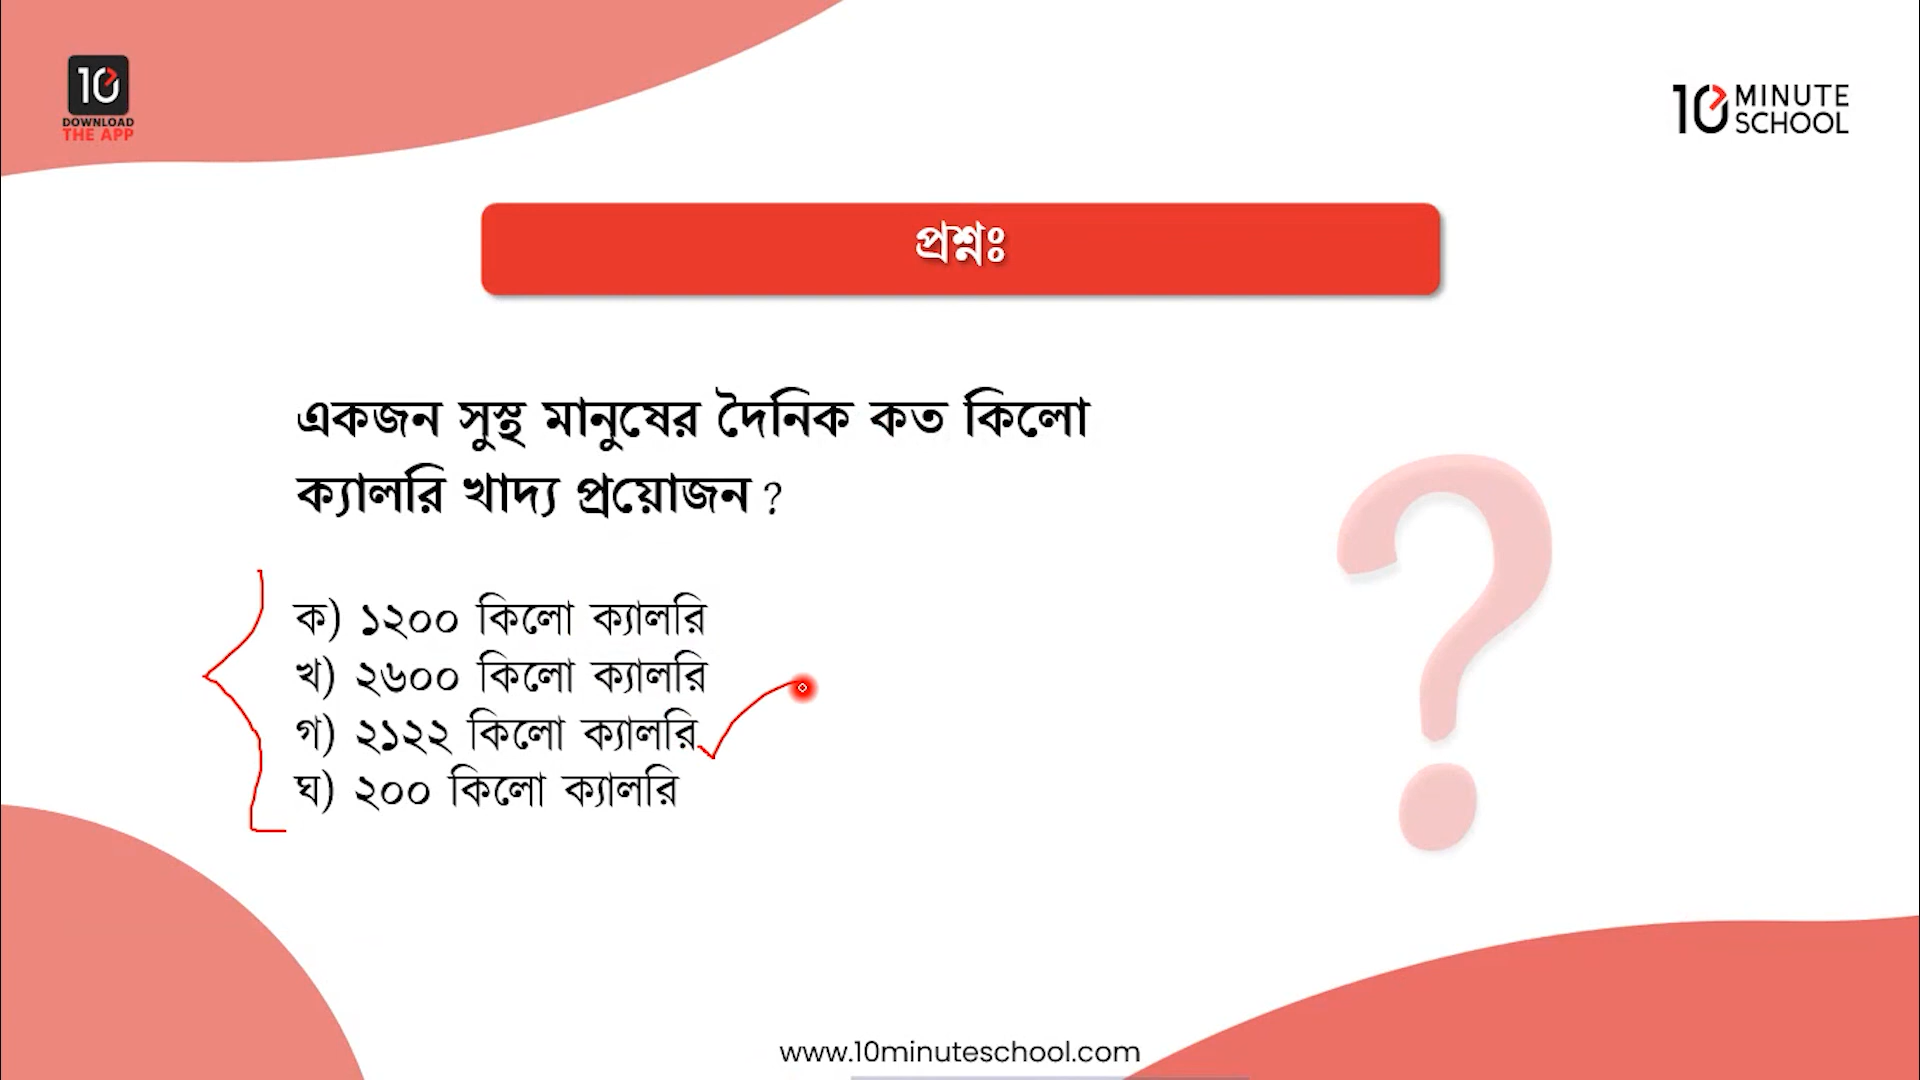 10
DOWNLOAD
THE APP
10 MINUTE
SCHOOL
প্রশ্নঃ
একজন সুস্থ মানুষের দৈনিক কত কিলো
ক্যালরি খাদ্য প্রয়োজন ?
ক) ১২০০ কিলো ক্যালরি
খ) ২৬০০ কিলো ক্যালরি
গ) ২১২২ কিলো ক্যালরি
ঘ) ২০০ কিলো ক্যালরি
?
www.10minuteschool.com